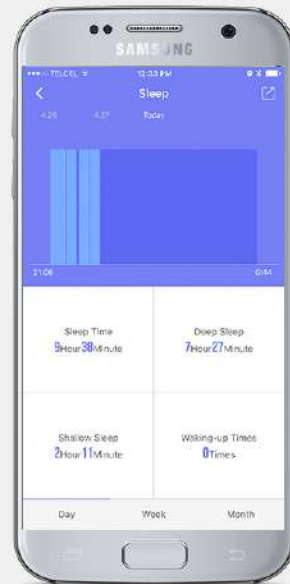 SAMSUNG
TELCEL 12:33 PM
Sleep
4.26 4.27 Today
21:06 6:44
Sleep Time
9Hour38Minute
Deep Sleep
7Hour27Minute
Shallow Sleep
2Hour11Minute
Waking-up Times
0Times
Day Week Month